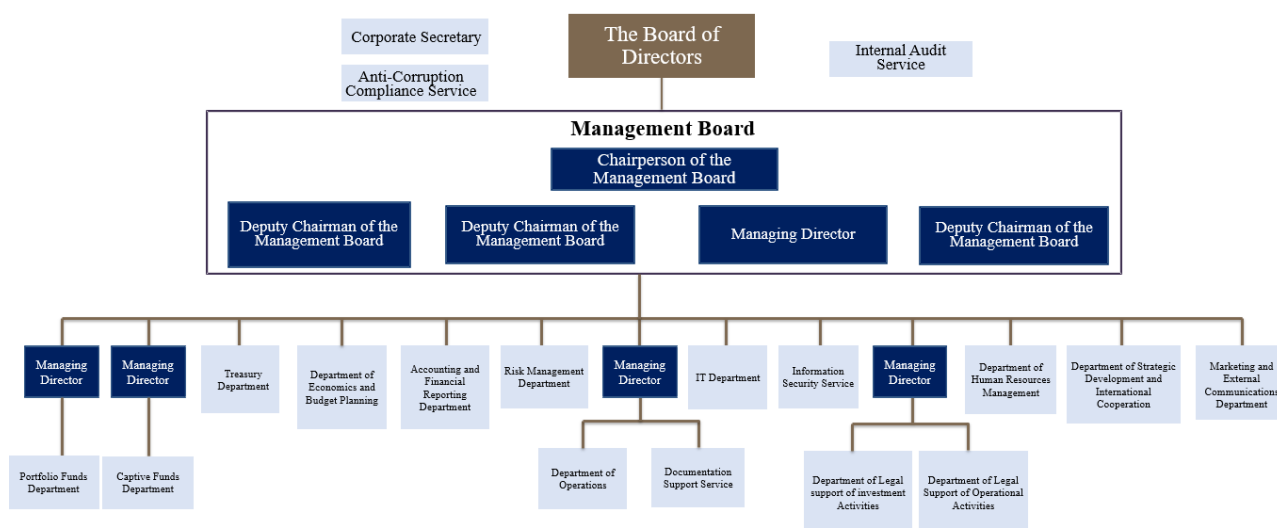 Corporate Secretary
The Board of
Directors
Internal Audit
Service
Anti-Corruption
Compliance Service
Management Board
Chairperson of the
Management Board
Deputy Chairman of the
Management Board
Deputy Chairman of the
Management Board
Managing Director
Deputy Chairman of the
Management Board
Managing
Director
Managing
Director
Treasury
Department
Department of
Economics and
Budget Planning
Accounting and
Financial
Reporting
Department
Risk Management
Department
Managing
Director
IT Department
Information
Security Service
Managing
Director
Department of
Human Resources
Management
Department of Strategic
Development and
International
Cooperation
Marketing and
External
Communications
Department
Portfolio Funds
Department
Captive Funds
Department
Department of
Operations
Documentation
Support Service
Department of Legal
support of investment
Activities
Department of Legal
Support of Operational
Activities